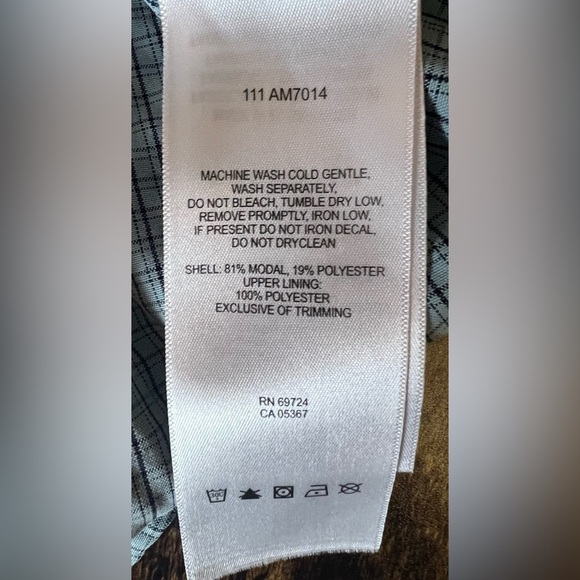 111 AM7014
MACHINE WASH COLD GENTLE,
WASH SEPARATELY,
DO NOT BLEACH, TUMBLE DRY LOW,
REMOVE PROMPTLY, IRON LOW,
IF PRESENT DO NOT IRON DECAL,
DO NOT DRYCLEAN
SHELL: 81% MODAL, 19% POLYESTER
UPPER LINING:
100% POLYESTER
EXCLUSIVE OF TRIMMING
RN 69724
CA 05367
30C